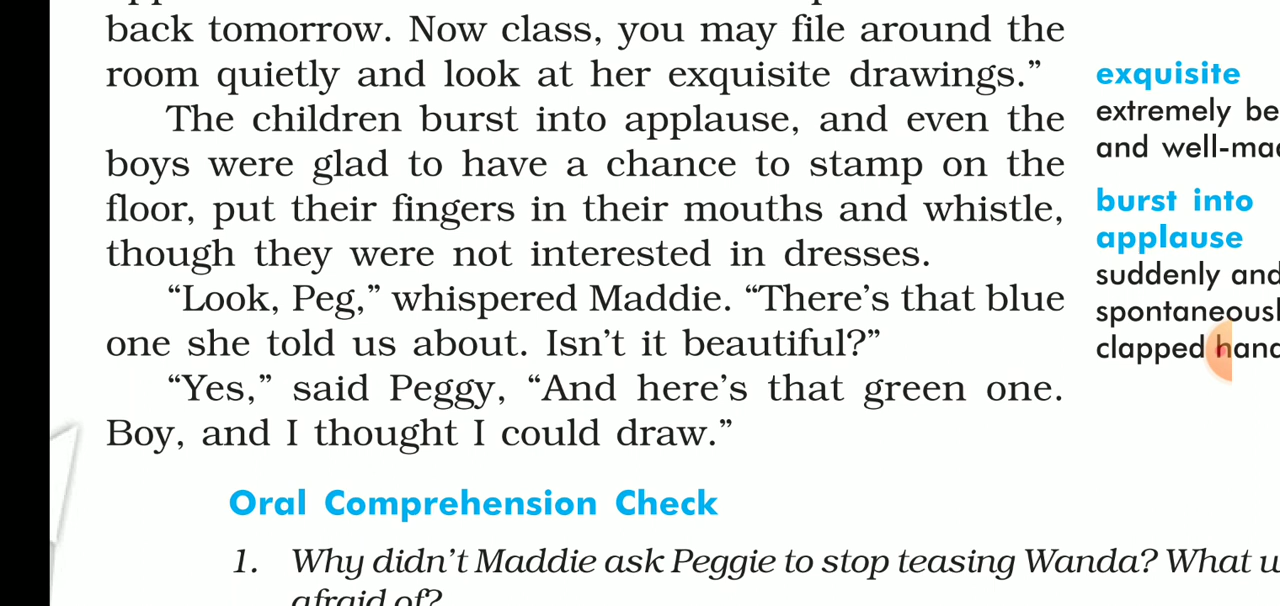 back tomorrow. Now class, you may file around the
room quietly and look at her exquisite drawings.”
The children burst into applause, and even the
boys were glad to have a chance to stamp on the
floor, put their fingers in their mouths and whistle,
though they were not interested in dresses.
“Look, Peg,” whispered Maddie. “There’s that blue
one she told us about. Isn’t it beautiful?”
“Yes,” said Peggy, “And here’s that green one.
Boy, and I thought I could draw.”
exquisite
extremely
and
burst into
applause
suddenly and
clapped
Oral Comprehension Check
1. Why didn’t Maddie ask Peggie to stop teasing Wanda? What
afraid of?